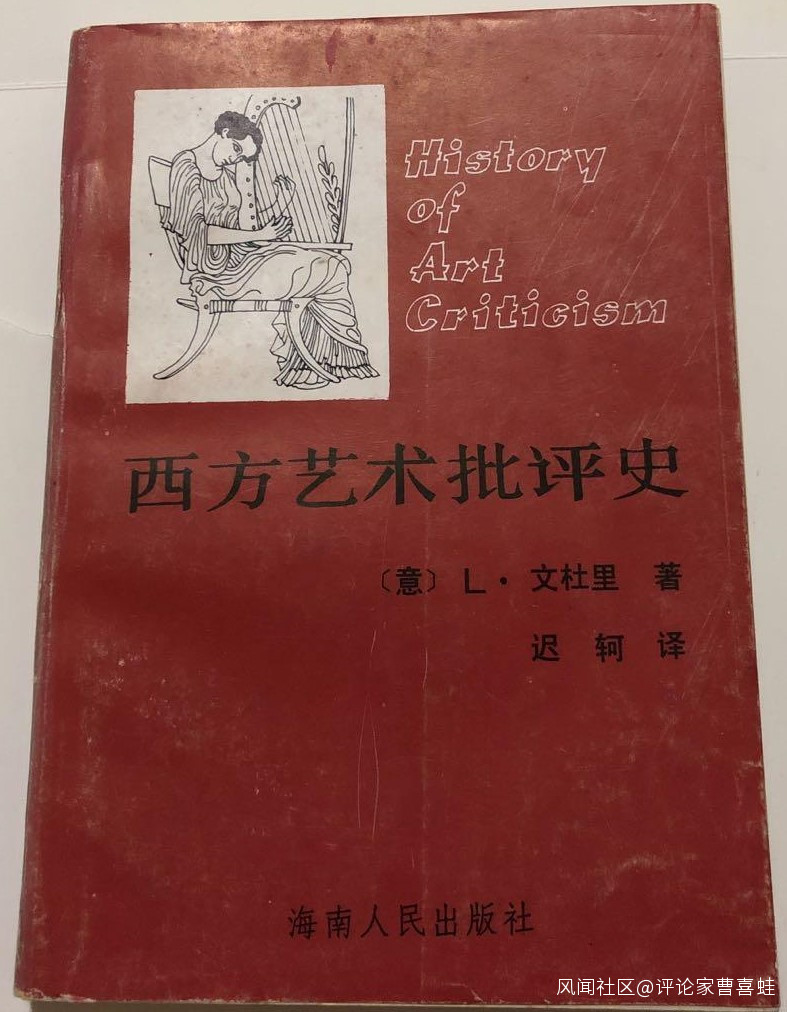 History
of
Art
Criticism
西方艺术批评史
〔意〕 L·文杜里 著
迟轲 译
海南人民出版社
风闻社区@评论家曹喜蛙